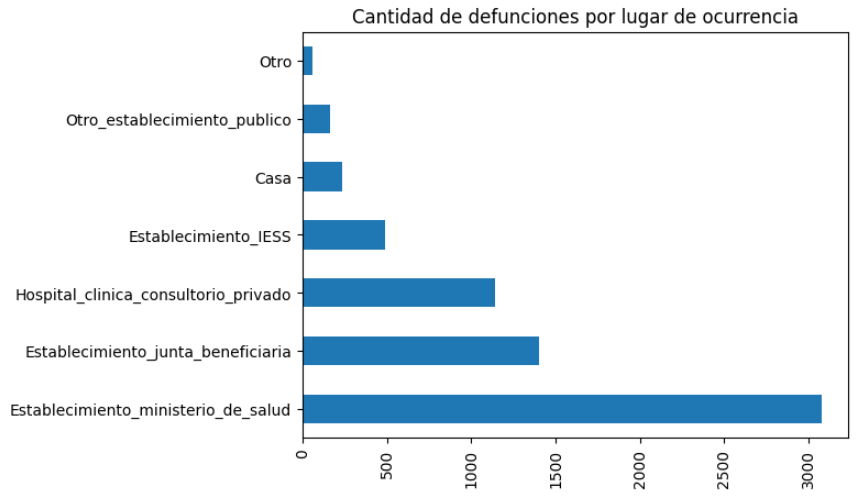 Cantidad de defunciones por lugar de ocurrencia
Otro
Otro_establecimiento_publico
Casa
Establecimiento_IESS
Hospital_clinica_consultorio_privado
Establecimiento_junta_beneficiaria
Establecimiento_ministerio_de_salud
0
500
1000
1500
2000
2500
3000